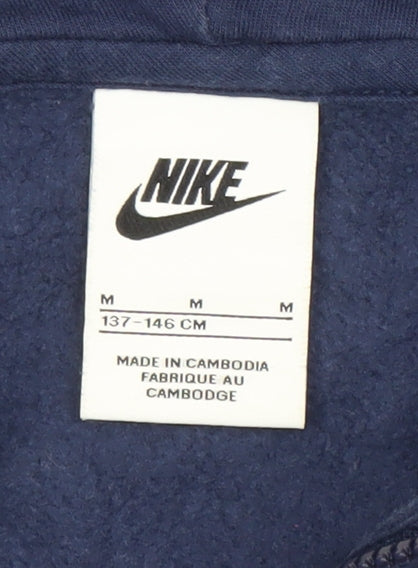 NIKE
M M M
137-146 CM
MADE IN CAMBODIA
FABRIQUE AU
CAMBODGE